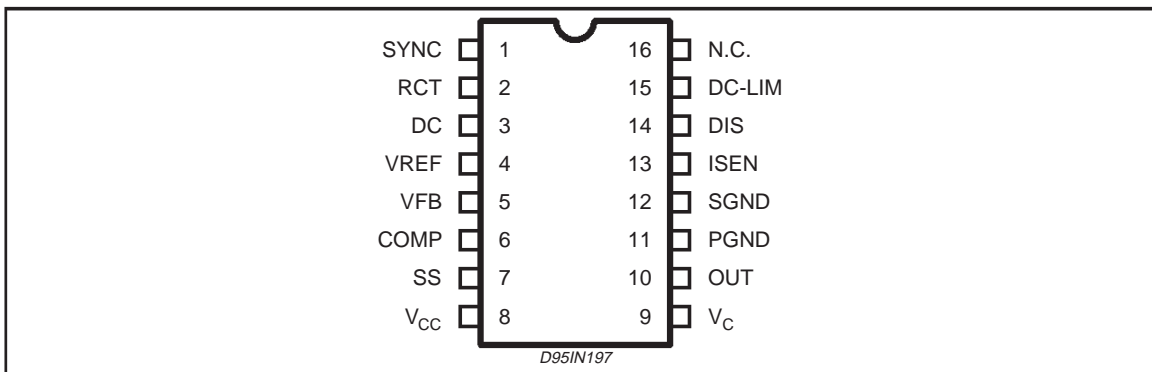 SYNC 1 16 N.C.
RCT 2 15 DC-LIM
DC 3 14 DIS
VREF 4 13 ISEN
VFB 5 12 SGND
COMP 6 11 PGND
SS 7 10 OUT
VCC 8 9 VC
D95IN197